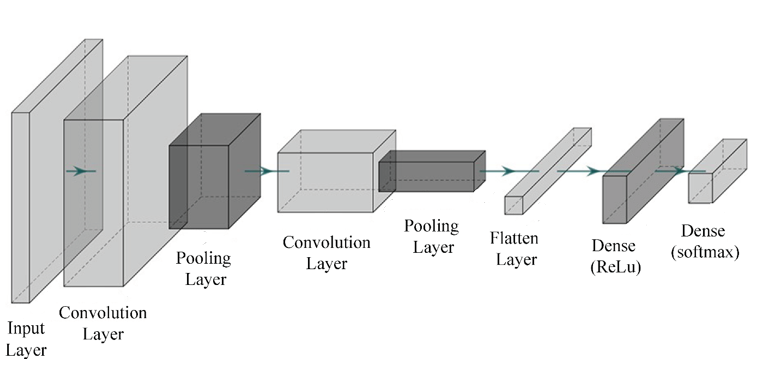 Input
Layer
Convolution
Layer
Pooling
Layer
Convolution
Layer
Pooling
Layer
Flatten
Layer
Dense
(ReLu)
Dense
(softmax)